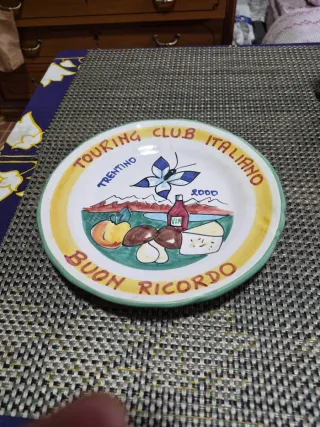 TOURING CLUB ITALIANO
TRENTINO
2000
BUON RICORDO